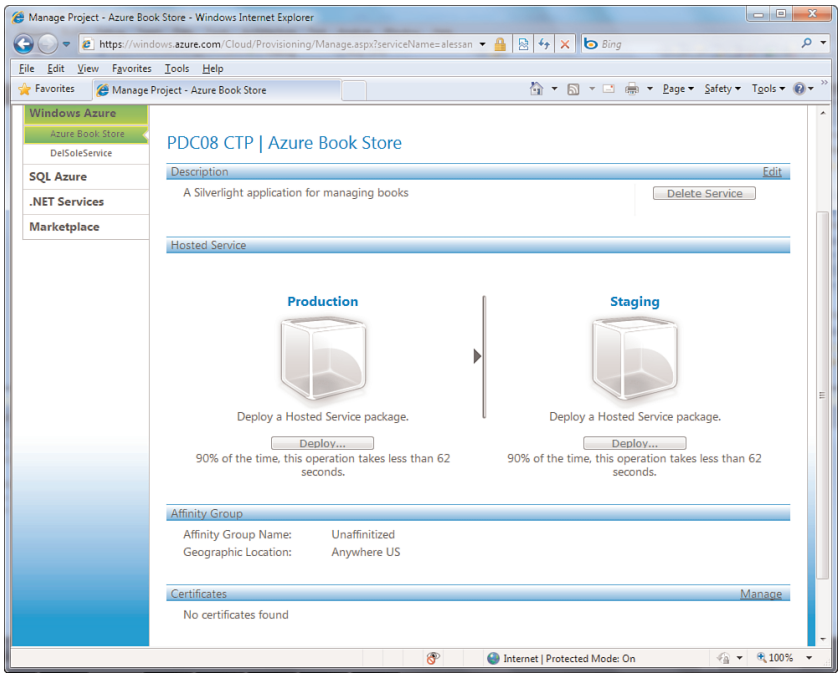 Manage Project - Azure Book Store - Windows Internet Explorer
https://windows.azure.com/Cloud/Provisioning/Manage.aspx?serviceName=alessan
Bing
File Edit View Favorites Tools Help
Favorites Manage Project - Azure Book Store Page Safety Tools
Windows Azure
Azure Book Store
DelSoleService
SQL Azure
.NET Services
Marketplace
PDC08 CTP | Azure Book Store
Description Edit
A Silverlight application for managing books Delete Service
Hosted Service
Production Staging
Deploy a Hosted Service package. Deploy a Hosted Service package.
Deploy... Deploy...
90% of the time, this operation takes less than 62 90% of the time, this operation takes less than 62
seconds. seconds.
Affinity Group
Affinity Group Name: Unaffinitized
Geographic Location: Anywhere US
Certificates Manage
No certificates found
Internet | Protected Mode: On 100%